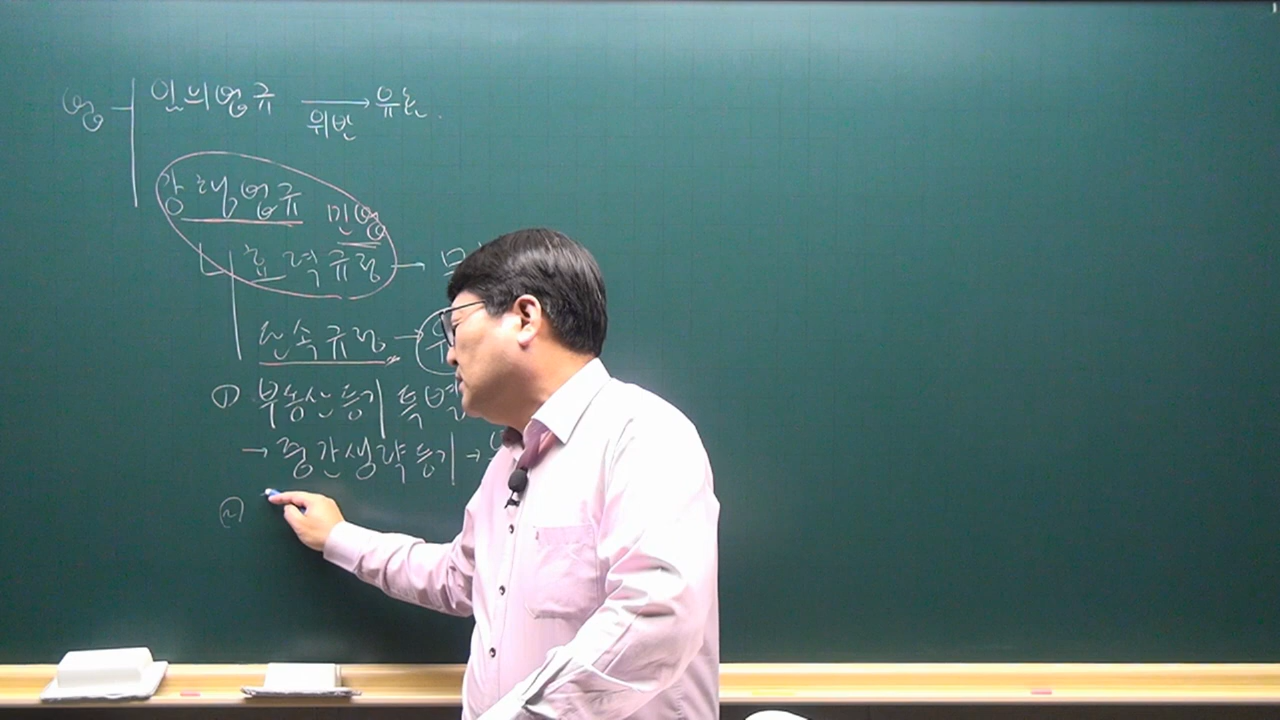 법 임의법규 → 유효.
위반
강행법규 민법
효력규정 —
단속규정 →
① 부동산등기 특별
→ 중간생략등기 →
②